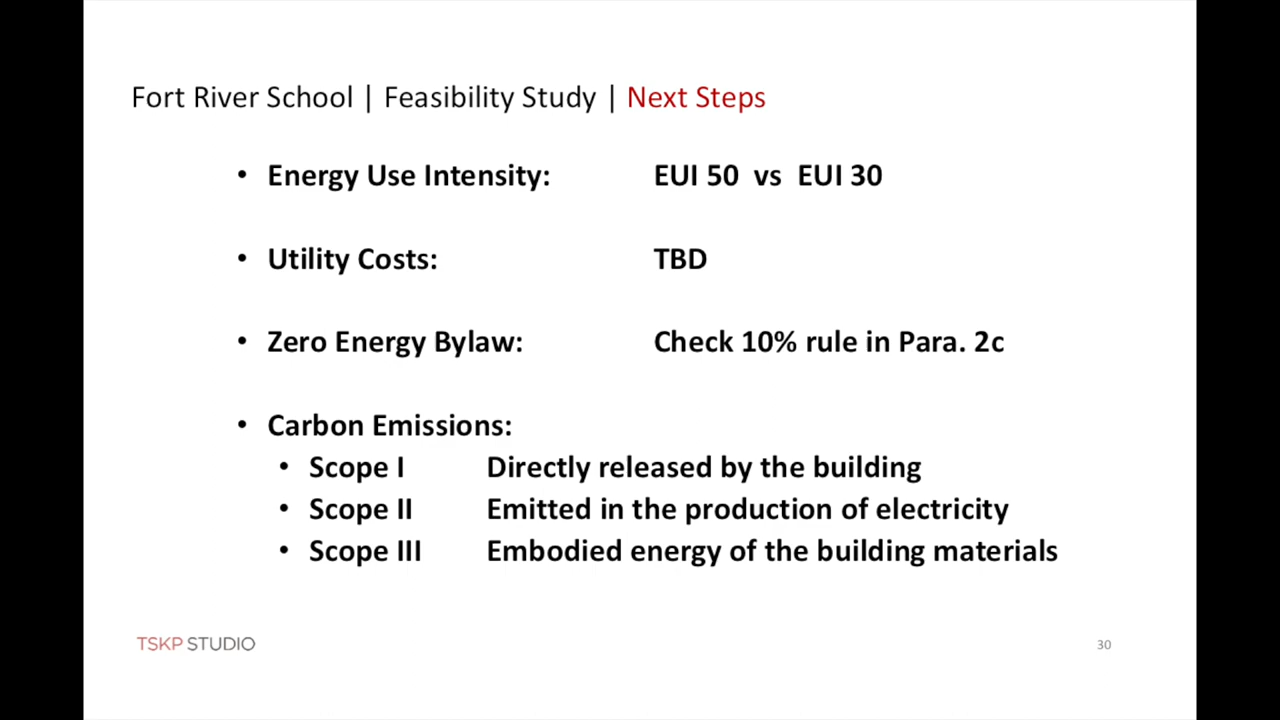 Fort River School | Feasibility Study | Next Steps
• Energy Use Intensity: EUI 50 vs EUI 30
• Utility Costs: TBD
• Zero Energy Bylaw: Check 10% rule in Para. 2c
• Carbon Emissions:
• Scope I Directly released by the building
• Scope II Emitted in the production of electricity
• Scope III Embodied energy of the building materials
TSKP STUDIO 30